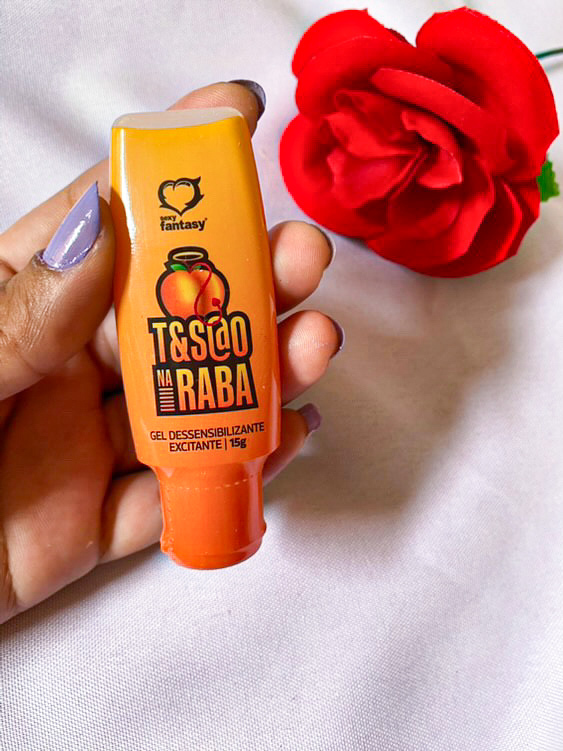 sexy
fantasy
T&S@O
NA RABA
GEL DESSENSIBILIZANTE
EXCITANTE | 15g